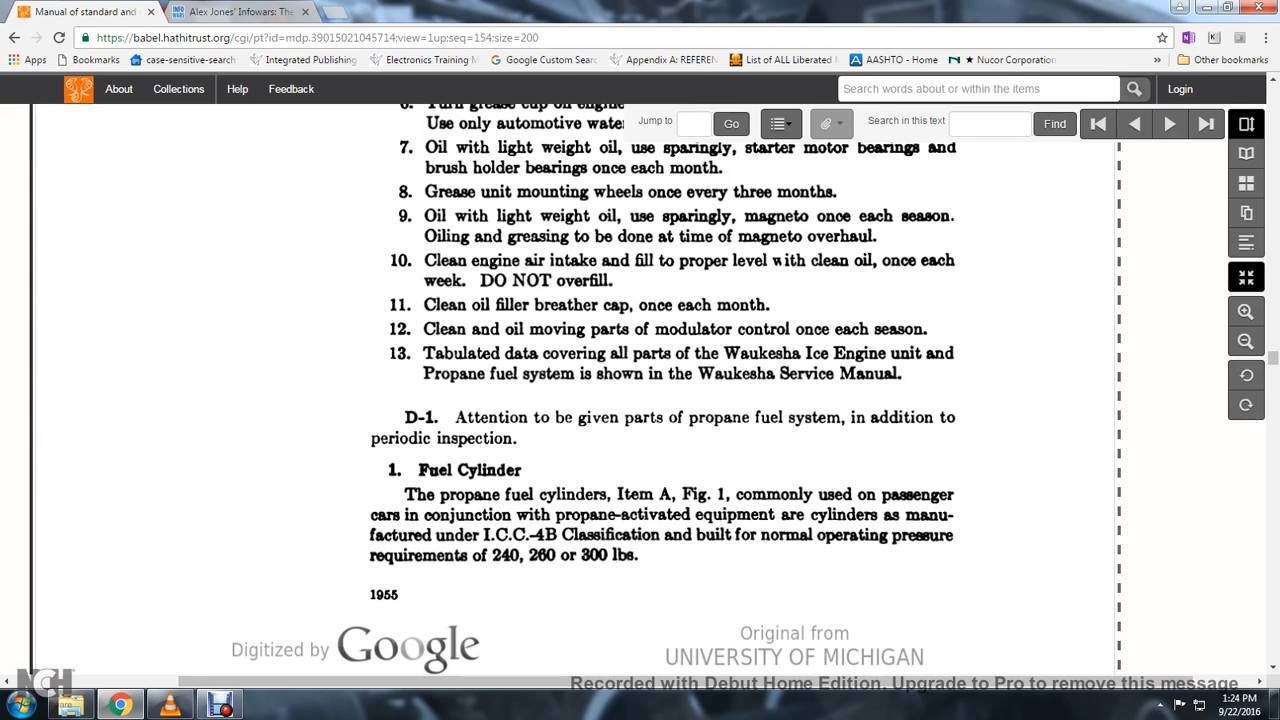 Manual of standard and
Alex Jones' Infowars: The
https://babel.hathitrust.org/cgi/pt?id=mdp.39015021045714;view=1up;seq=154;size=200
Apps
Bookmarks
case-sensitive-search
Integrated Publishing
Electronics Training M
Google Custom Sear
Appendix A: REFEREN
List of ALL Liberated
AASHTO - Home
Nucor Corporation
Other bookmarks
About
Collections
Help
Feedback
Search words about or within the items
Login
Jump to
Go
Search in this text
Find
6. Turn grease cup on engine
Use only automotive wate
7. Oil with light weight oil, use sparingly, starter motor bearings and
brush holder bearings once each month.
8. Grease unit mounting wheels once every three months.
9. Oil with light weight oil, use sparingly, magneto once each season.
Oiling and greasing to be done at time of magneto overhaul.
10. Clean engine air intake and fill to proper level with clean oil, once each
week. DO NOT overfill.
11. Clean oil filler breather cap, once each month.
12. Clean and oil moving parts of modulator control once each season.
13. Tabulated data covering all parts of the Waukesha Ice Engine unit and
Propane fuel system is shown in the Waukesha Service Manual.
D-1. Attention to be given parts of propane fuel system, in addition to
periodic inspection.
1. Fuel Cylinder
The propane fuel cylinders, Item A, Fig. 1, commonly used on passenger
cars in conjunction with propane-activated equipment are cylinders as manu-
factured under I.C.C.-4B Classification and built for normal operating pressure
requirements of 240, 260 or 300 lbs.
1955
Digitized by Google
Original from
UNIVERSITY OF MICHIGAN
NCH
Recorded with Debut Home Edition. Upgrade to Pro to remove this message
1:24 PM
9/22/2016